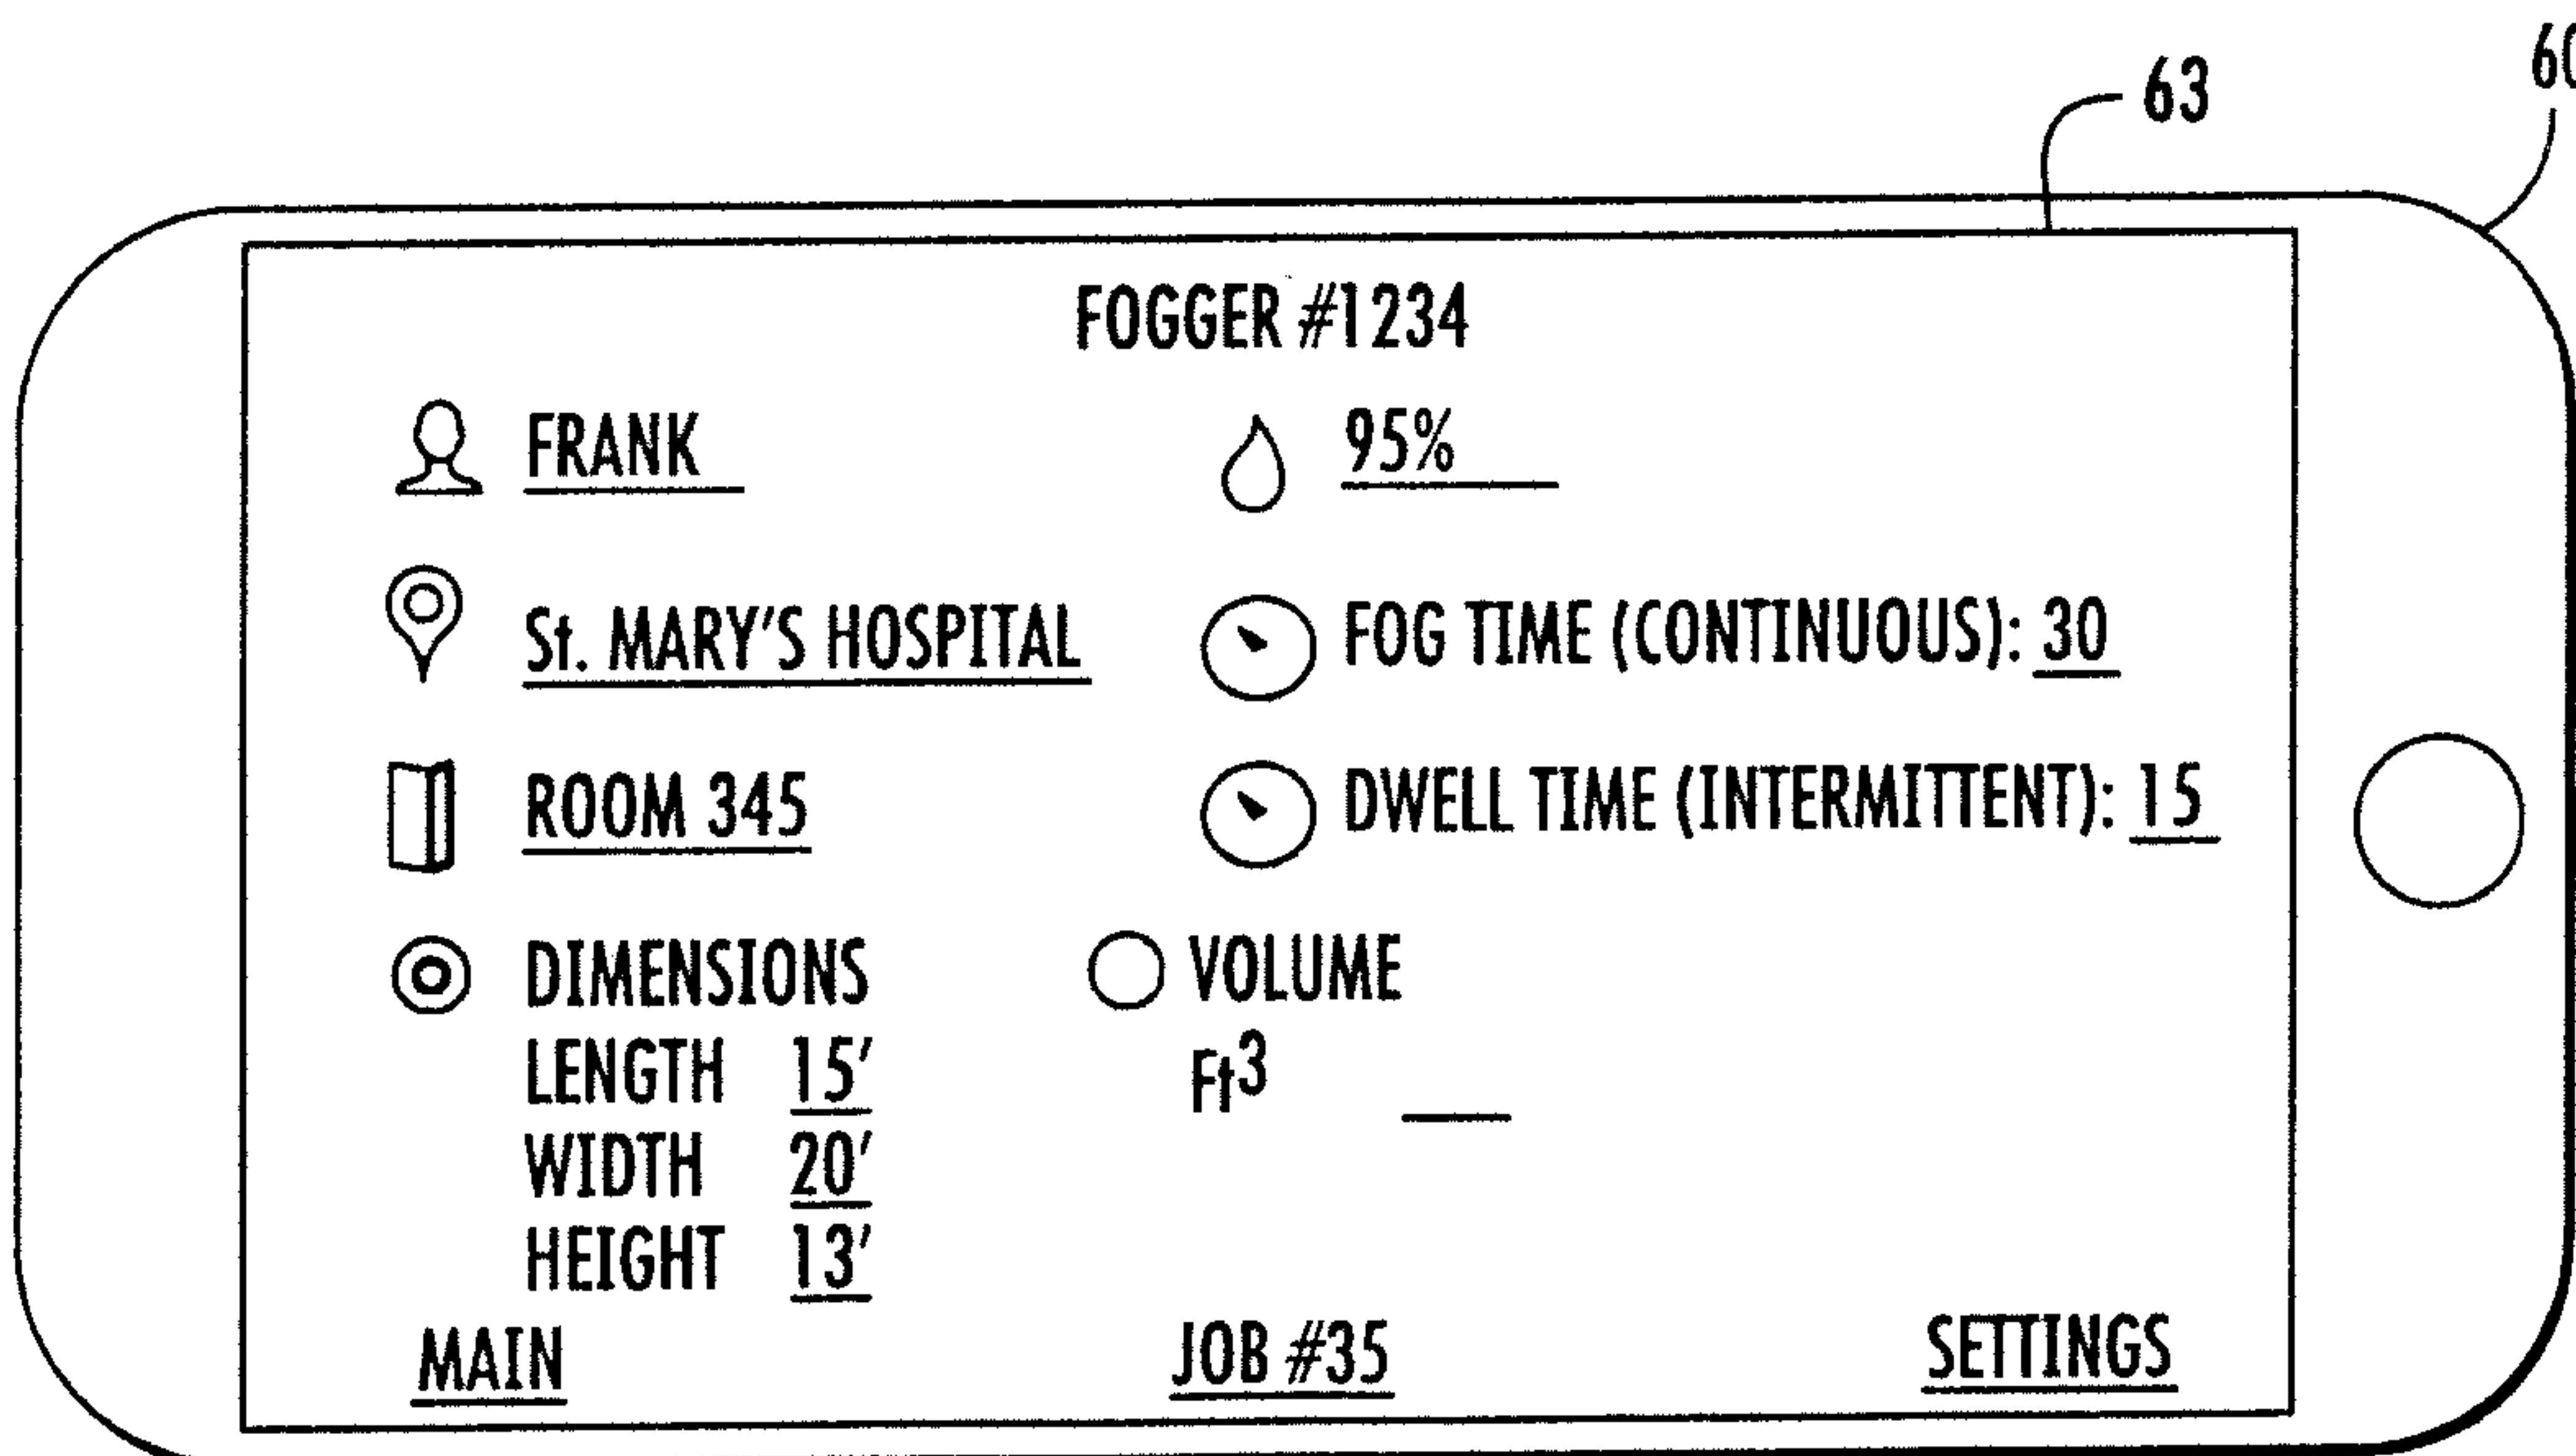 60
63
FOGGER #1234
FRANK
95%
St. MARY'S HOSPITAL
FOG TIME (CONTINUOUS): 30
ROOM 345
DWELL TIME (INTERMITTENT): 15
DIMENSIONS
VOLUME
LENGTH 15'
Ft³
WIDTH 20'
HEIGHT 13'
MAIN
JOB #35
SETTINGS